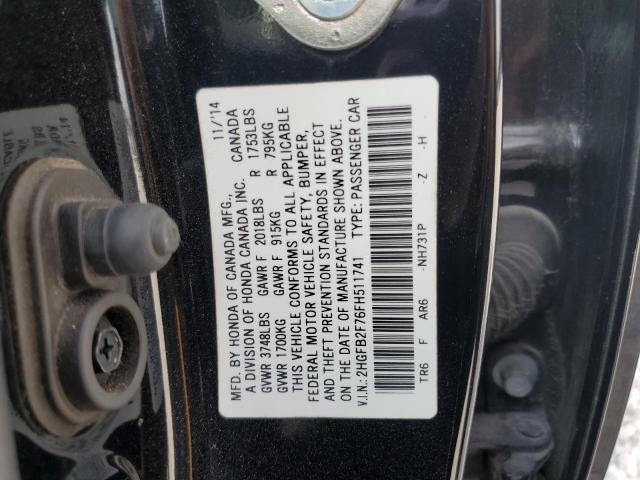 MFD. BY HONDA OF CANADA MFG., 11/'14
A DIVISION OF HONDA CANADA INC. CANADA
GVWR 3748LBS GAWR F 2018LBS R 1753LBS
GVWR 1700KG GAWR F 915KG R 795KG
THIS VEHICLE CONFORMS TO ALL APPLICABLE
FEDERAL MOTOR VEHICLE SAFETY, BUMPER,
AND THEFT PREVENTION STANDARDS IN EFFECT
ON THE DATE OF MANUFACTURE SHOWN ABOVE.
V.I.N.: 2HGFB2F76FH511741 TYPE: PASSENGER CAR
TR6 F AR6 -NH731P -Z -H